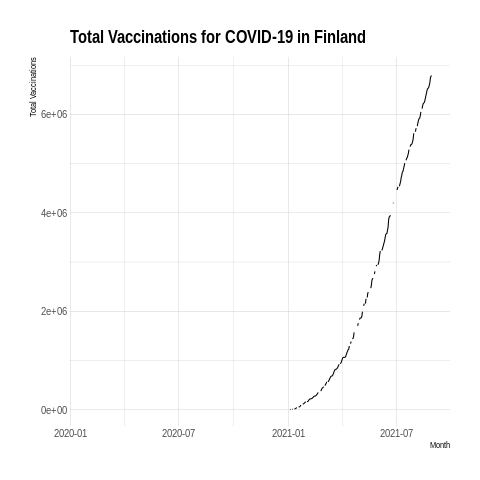 Total Vaccinations for COVID-19 in Finland
Total Vaccinations
6e+06
4e+06
2e+06
0e+00
2020-01 2020-07 2021-01 2021-07
Month